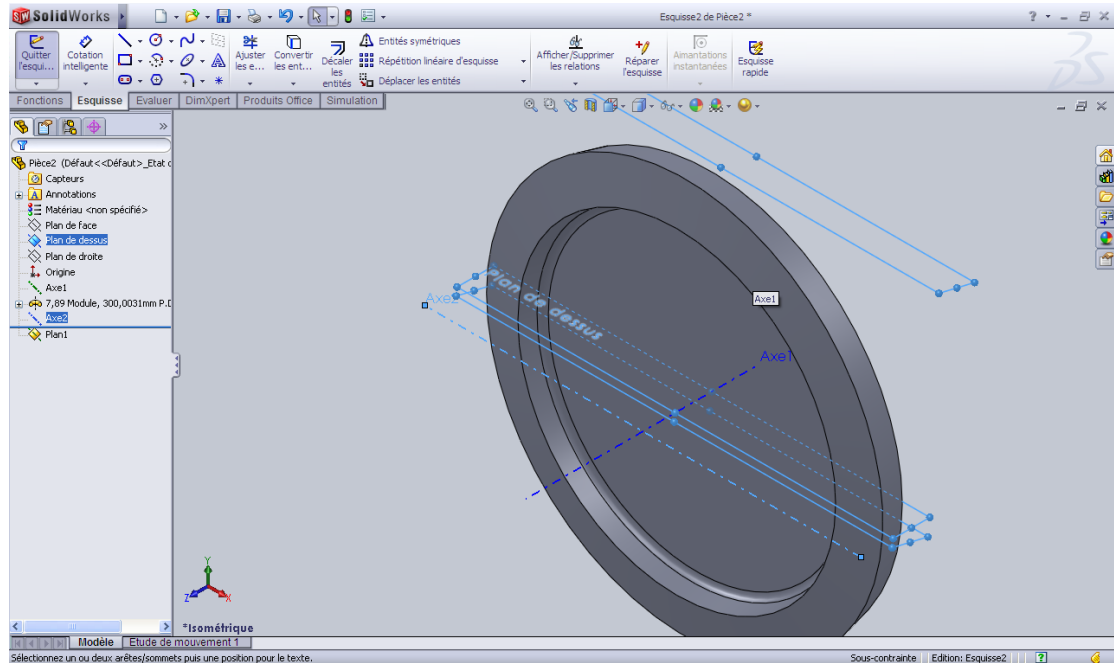 SolidWorks
Esquisse2 de Pièce2 *
Quitter l'esqui...
Cotation intelligente
Ajuster les e...
Convertir les ent...
Décaler les entités
Entités symétriques
Répétition linéaire d'esquisse
Déplacer les entités
Afficher/Supprimer les relations
Réparer l'esquisse
Aimantations instantanées
Esquisse rapide
Fonctions Esquisse Evaluer DimXpert Produits Office Simulation
Pièce2 (Défaut<<Défaut>_Etat d
Capteurs
Annotations
Matériau <non spécifié>
Plan de face
Plan de dessus
Plan de droite
Origine
Axe1
7,89 Module, 300,0031mm P.D
Axe2
Plan1
Axe2
Plan de dessus
Axe1
Axe1
Y
Z
X
*Isométrique
Modèle Etude de mouvement 1
Sélectionnez un ou deux arêtes/sommets puis une position pour le texte.
Sous-contrainte Edition: Esquisse2